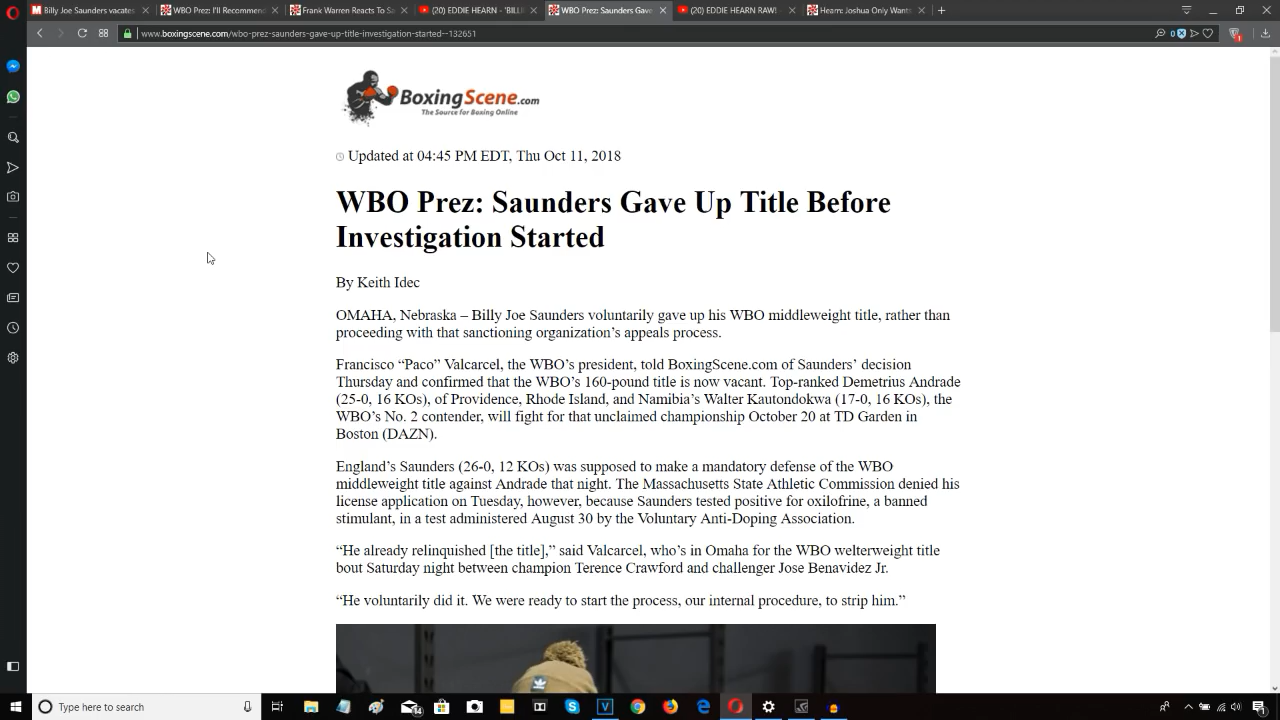 Billy Joe Saunders vacates
WBO Prez: I'll Recommen
Frank Warren Reacts To Sa
EDDIE HEARN - 'BILL
WBO Prez: Saunders Gave
(20) EDDIE HEARN RAW!
Hearn: Joshua Only Want
www.boxingscene.com/wbo-prez-saunders-gave-up-title-investigation-started--132651
BoxingScene.com
The Source for Boxing Online
Updated at 04:45 PM EDT, Thu Oct 11, 2018
WBO Prez: Saunders Gave Up Title Before
Investigation Started
By Keith Idec
OMAHA, Nebraska – Billy Joe Saunders voluntarily gave up his WBO middleweight title, rather than
proceeding with that sanctioning organization's appeals process.
Francisco “Paco” Valcarcel, the WBO's president, told BoxingScene.com of Saunders' decision
Thursday and confirmed that the WBO's 160-pound title is now vacant. Top-ranked Demetrius Andrade
(25-0, 16 KOs), of Providence, Rhode Island, and Namibia's Walter Kautondokwa (17-0, 16 KOs), the
WBO's No. 2 contender, will fight for that unclaimed championship October 20 at TD Garden in
Boston (DAZN).
England's Saunders (26-0, 12 KOs) was supposed to make a mandatory defense of the WBO
middleweight title against Andrade that night. The Massachusetts State Athletic Commission denied his
license application on Tuesday, however, because Saunders tested positive for oxilofrine, a banned
stimulant, in a test administered August 30 by the Voluntary Anti-Doping Association.
“He already relinquished [the title],” said Valcarcel, who's in Omaha for the WBO welterweight title
bout Saturday night between champion Terence Crawford and challenger Jose Benavidez Jr.
“He voluntarily did it. We were ready to start the process, our internal procedure, to strip him.”
Type here to search